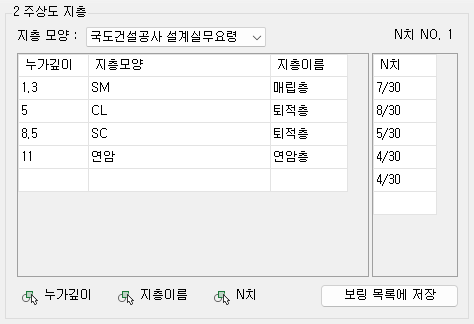 2 주상도 지층
지층 모양 : 국도건설공사 설계실무요령 N치 NO. 1
누가깊이 지층모양 지층이름 N치
1.3 SM 매립층 7/30
5 CL 퇴적층 8/30
8.5 SC 퇴적층 5/30
11 연암 연암층 4/30
4/30
누가깊이 지층이름 N치 보링 목록에 저장